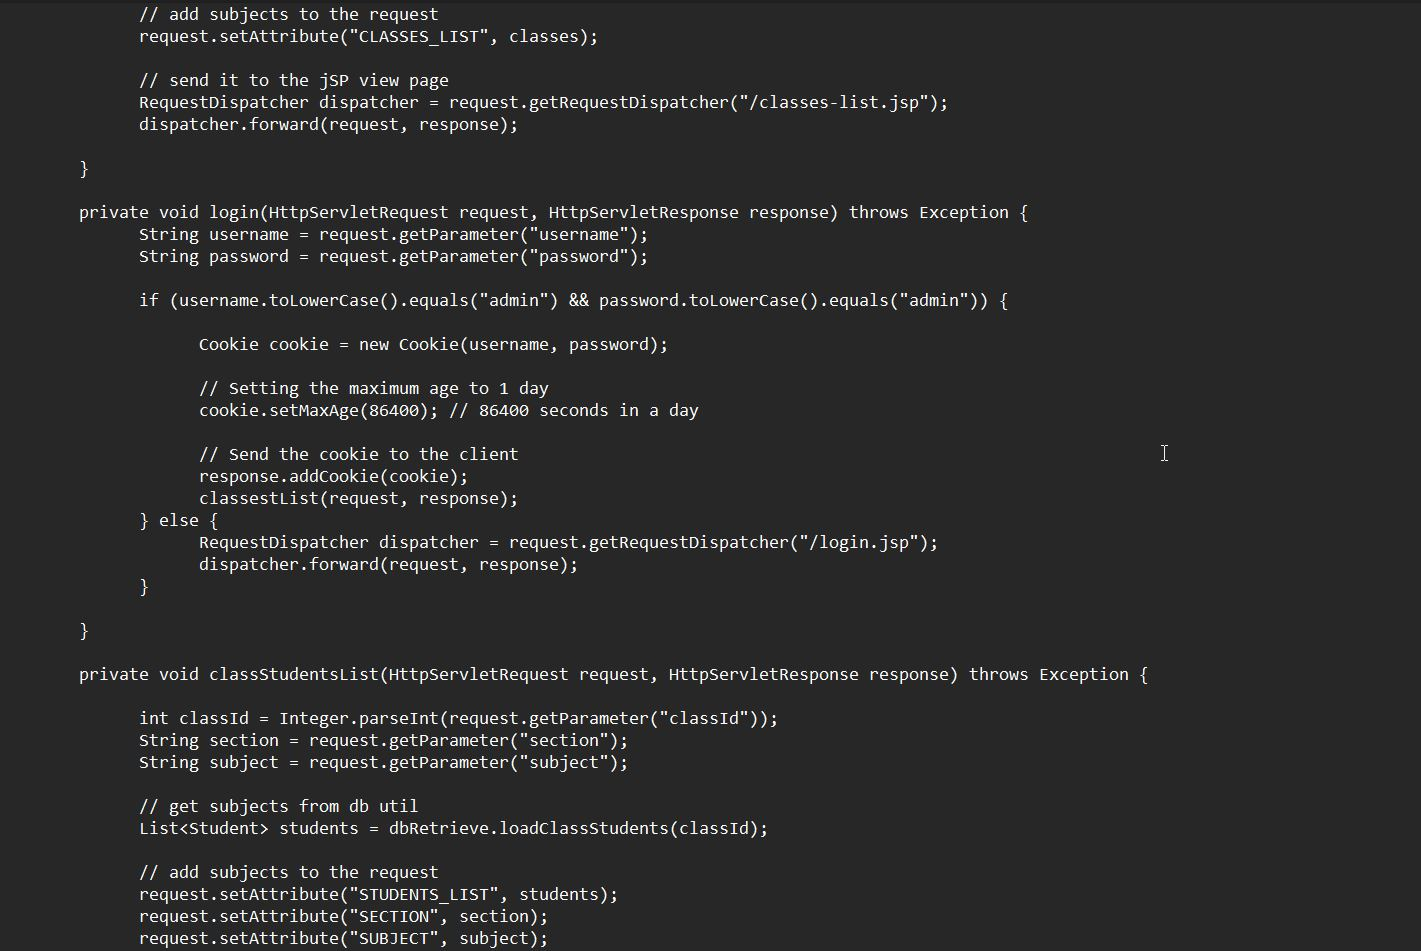 // add subjects to the request
request.setAttribute("CLASSES_LIST", classes);
// send it to the jSP view page
RequestDispatcher dispatcher = request.getRequestDispatcher("/classes-list.jsp");
dispatcher.forward(request, response);
}
private void login(HttpServletRequest request, HttpServletResponse response) throws Exception {
String username = request.getParameter("username");
String password = request.getParameter("password");
if (username.toLowerCase().equals("admin") && password.toLowerCase().equals("admin")) {
Cookie cookie = new Cookie(username, password);
// Setting the maximum age to 1 day
cookie.setMaxAge(86400); // 86400 seconds in a day
// Send the cookie to the client
response.addCookie(cookie);
classestList(request, response);
} else {
RequestDispatcher dispatcher = request.getRequestDispatcher("/login.jsp");
dispatcher.forward(request, response);
}
}
private void classStudentsList(HttpServletRequest request, HttpServletResponse response) throws Exception {
int classId = Integer.parseInt(request.getParameter("classId"));
String section = request.getParameter("section");
String subject = request.getParameter("subject");
// get subjects from db util
List<Student> students = dbRetrieve.loadClassStudents(classId);
// add subjects to the request
request.setAttribute("STUDENTS_LIST", students);
request.setAttribute("SECTION", section);
request.setAttribute("SUBJECT", subject);